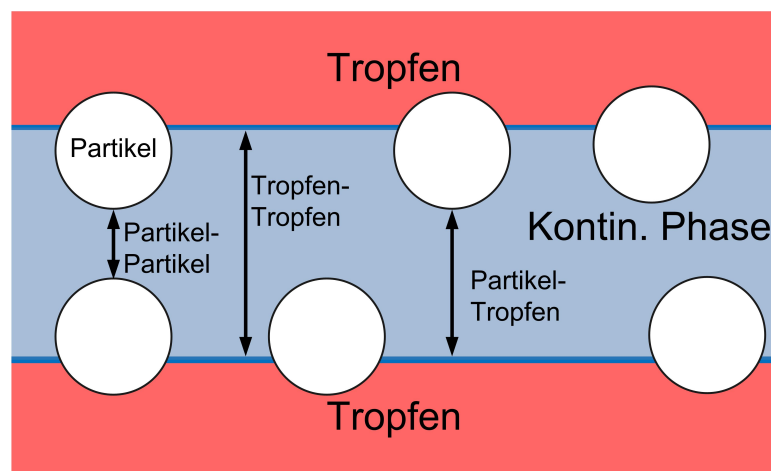 Tropfen
Partikel
Tropfen-
Tropfen
Partikel-
Partikel
Kontin. Phase
Partikel-
Tropfen
Tropfen